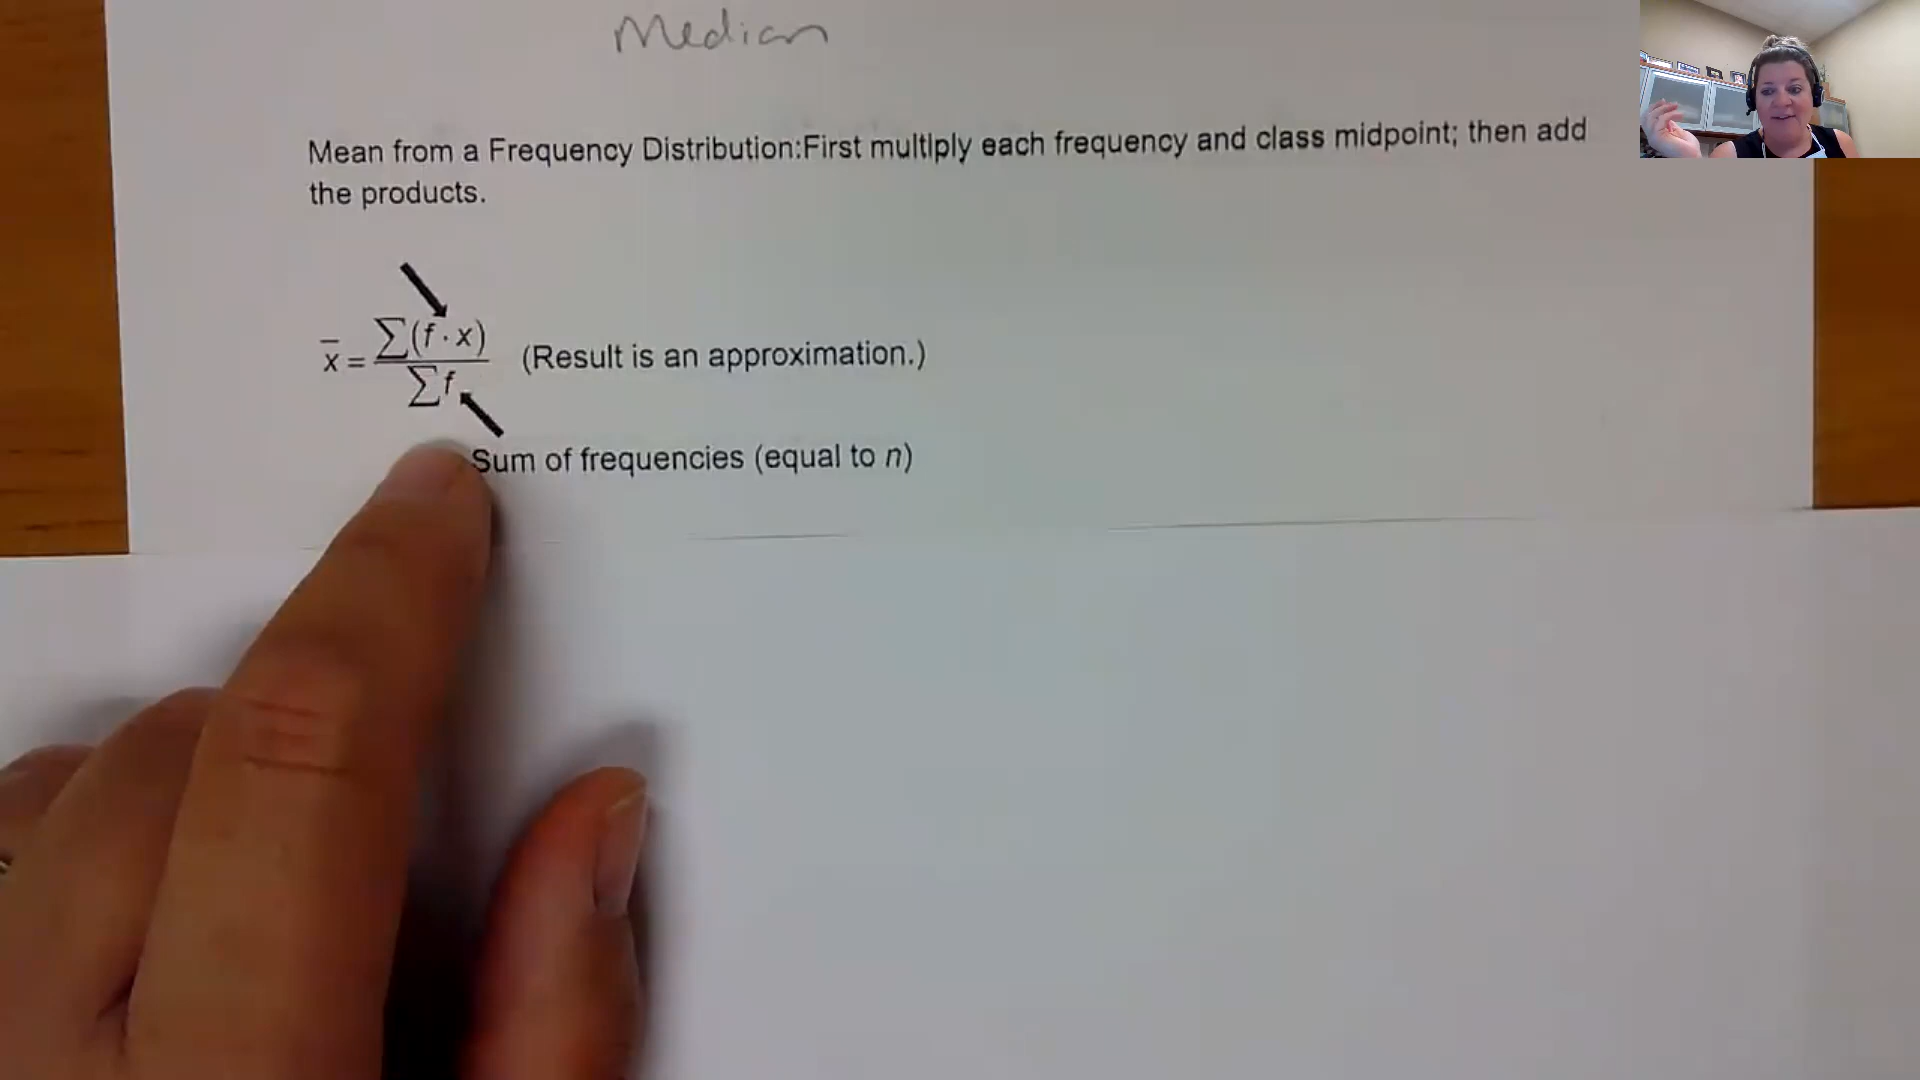 Median
Mean from a Frequency Distribution:First multiply each frequency and class midpoint; then add
the products.
x̄ = ∑(f · x) / ∑f (Result is an approximation.)
Sum of frequencies (equal to n)